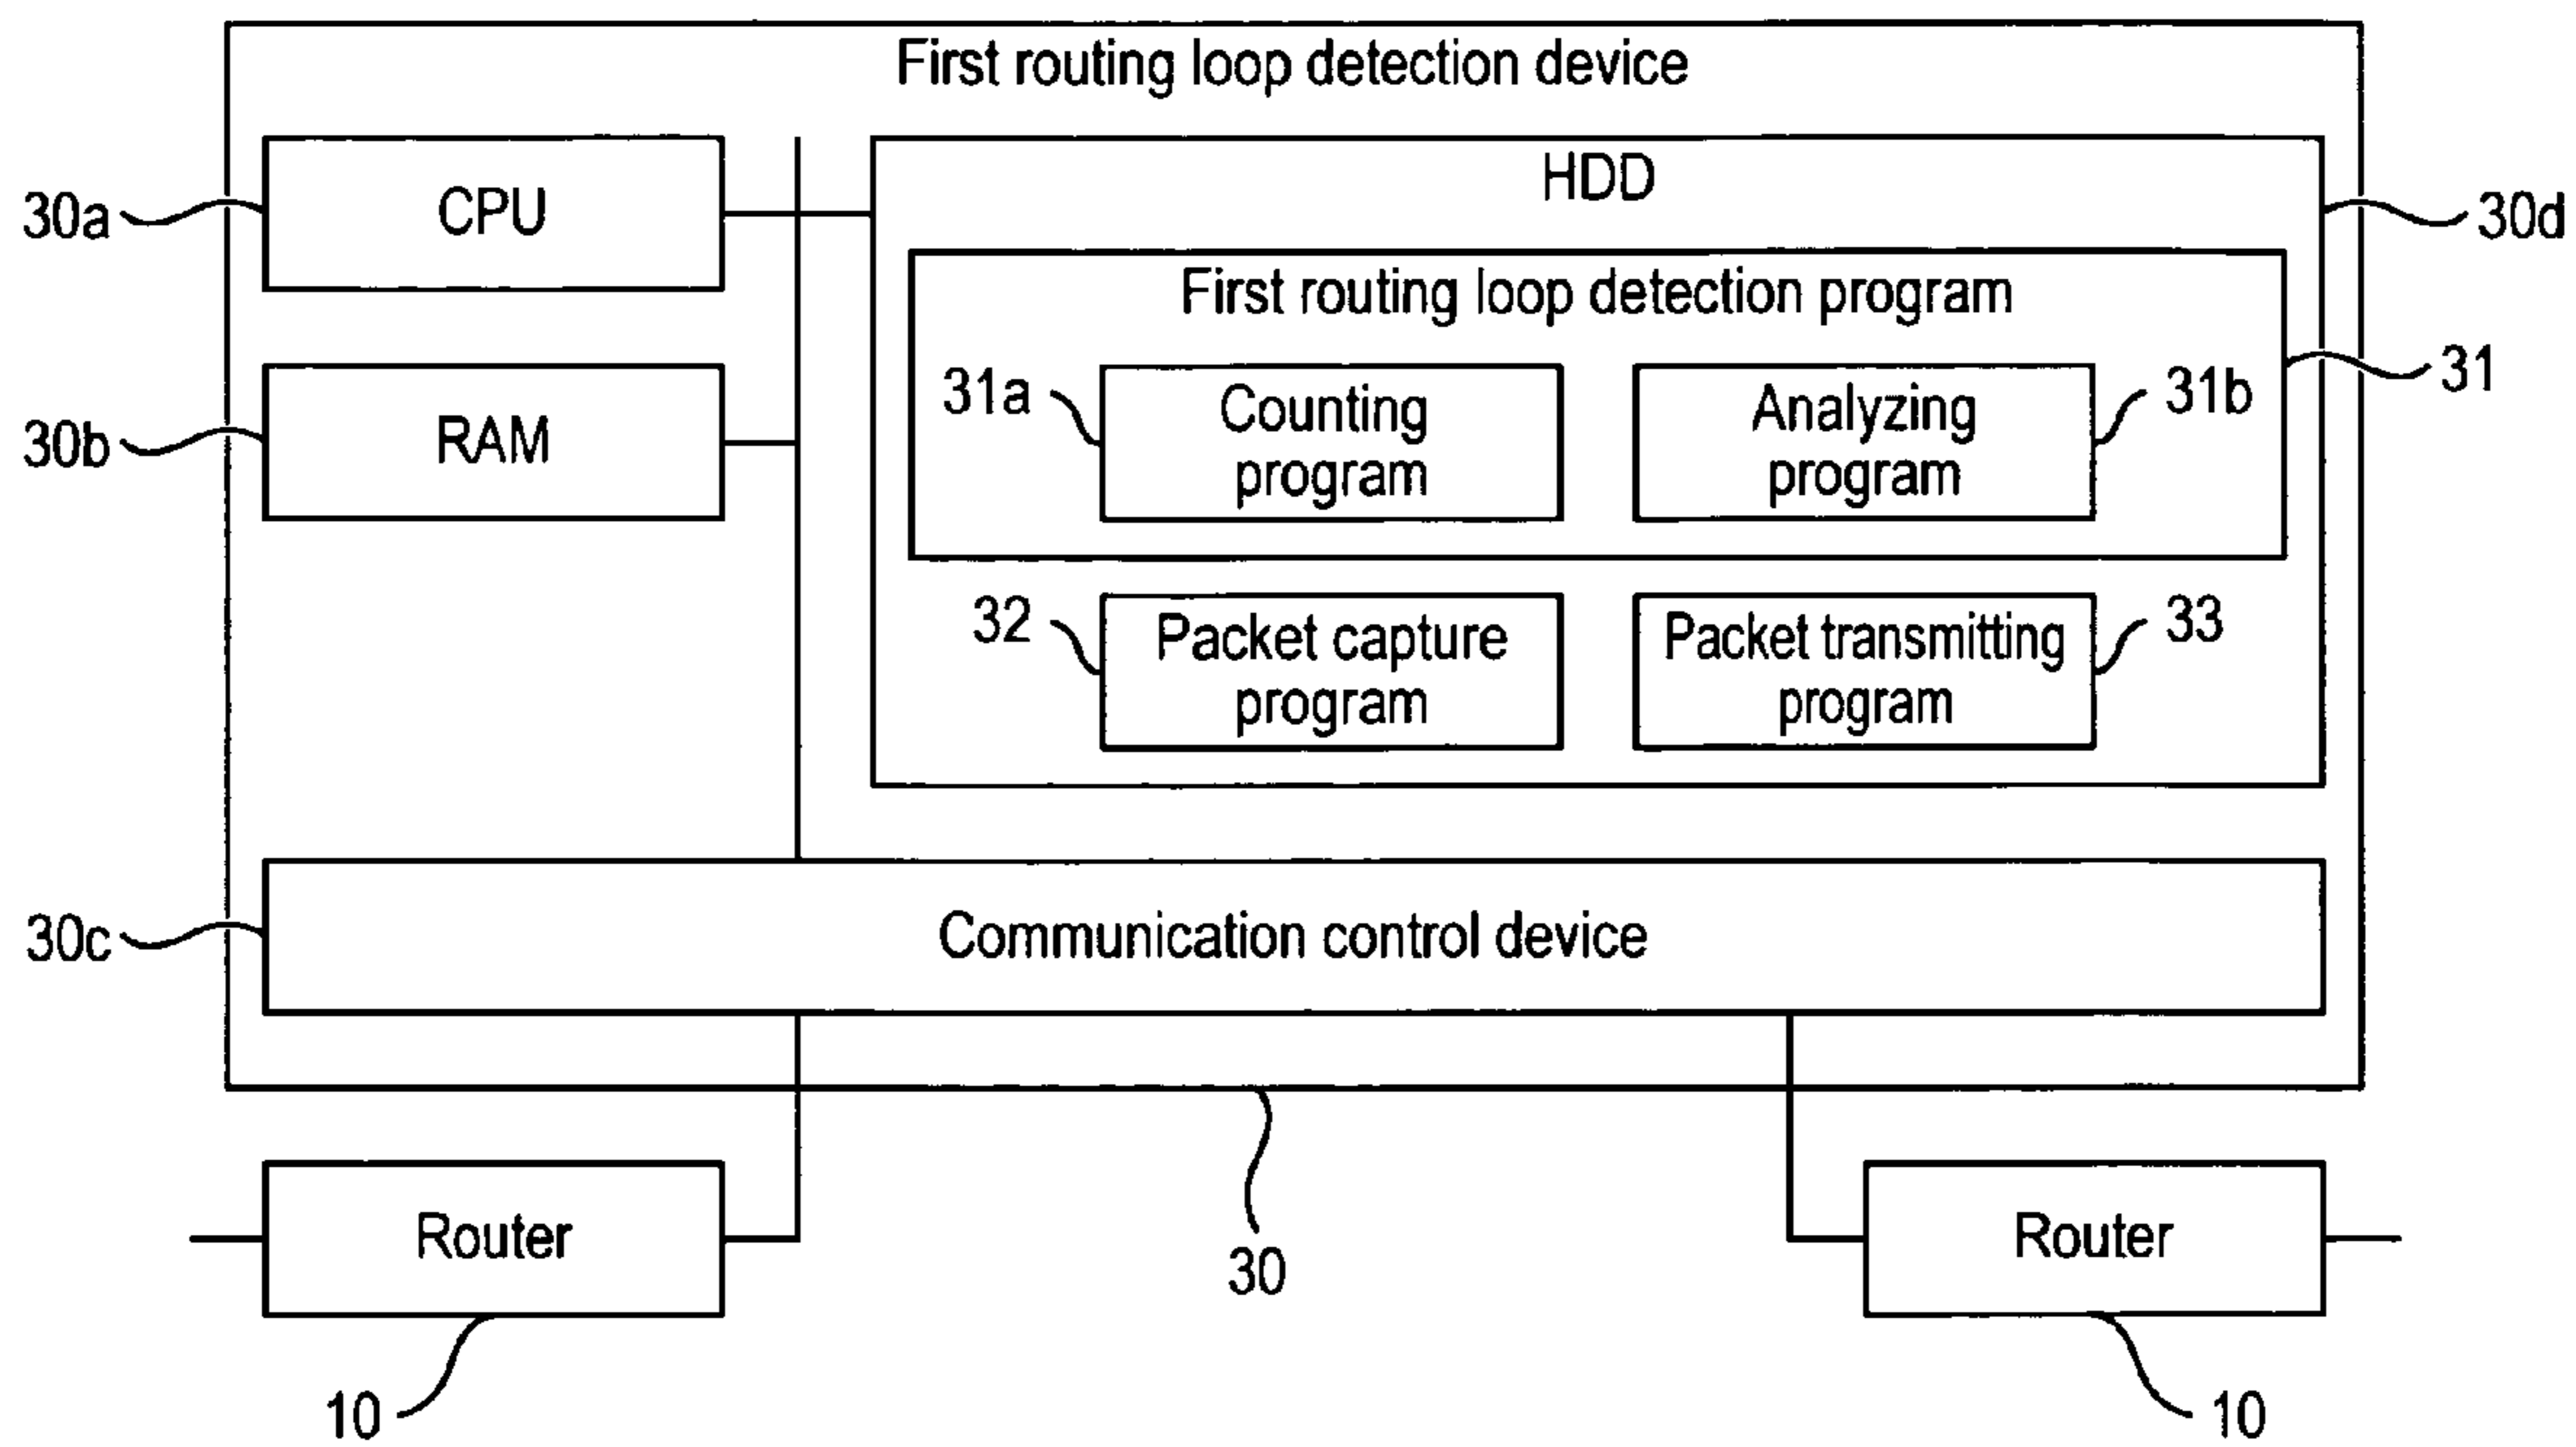 First routing loop detection device
HDD
CPU
30a
30d
First routing loop detection program
31
31a
Counting
program
Analyzing
program
31b
RAM
30b
32
Packet capture
program
Packet transmitting
program
33
Communication control device
30c
Router
30
Router
10
10